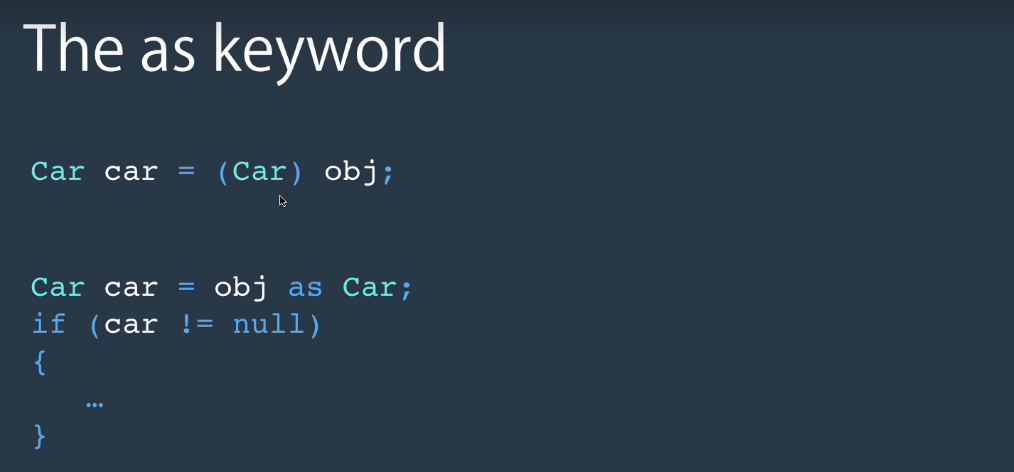 The as keyword
Car car = (Car) obj;
Car car = obj as Car;
if (car != null)
{
…
}